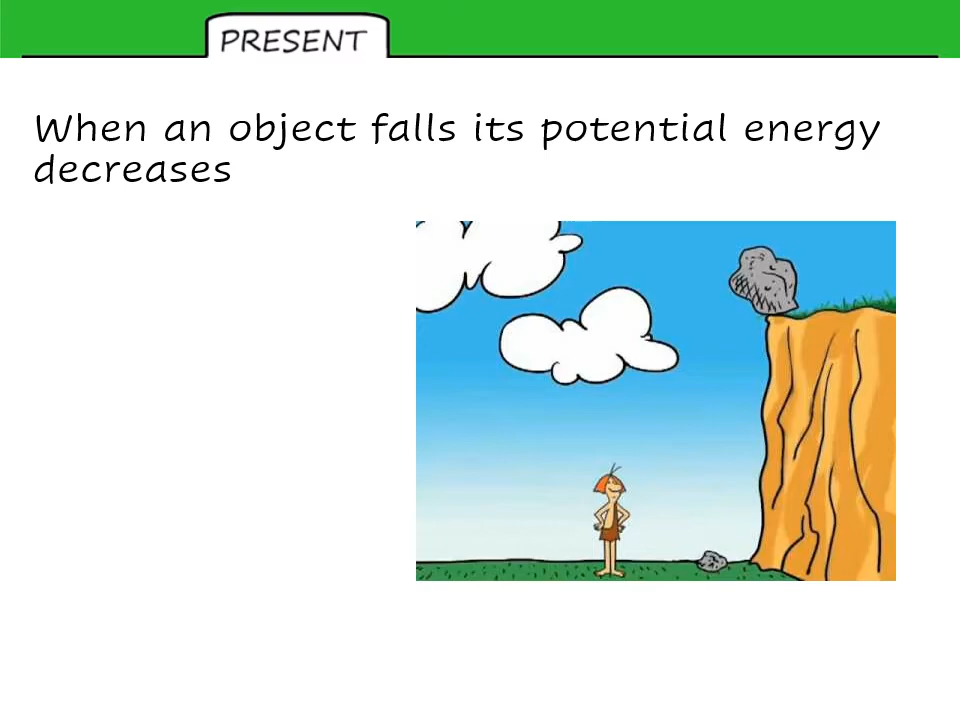 PRESENT
When an object falls its potential energy
decreases